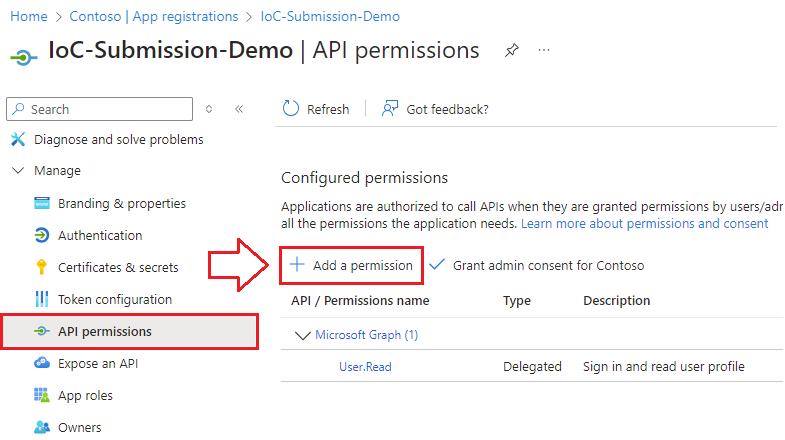 Home > Contoso | App registrations > IoC-Submission-Demo
IoC-Submission-Demo | API permissions
Search
Refresh
Got feedback?
Diagnose and solve problems
Manage
Branding & properties
Authentication
Certificates & secrets
Token configuration
API permissions
Expose an API
App roles
Owners
Configured permissions
Applications are authorized to call APIs when they are granted permissions by users/adr
all the permissions the application needs. Learn more about permissions and consent
Add a permission
Grant admin consent for Contoso
API / Permissions name Type Description
Microsoft Graph (1)
User.Read Delegated Sign in and read user profile